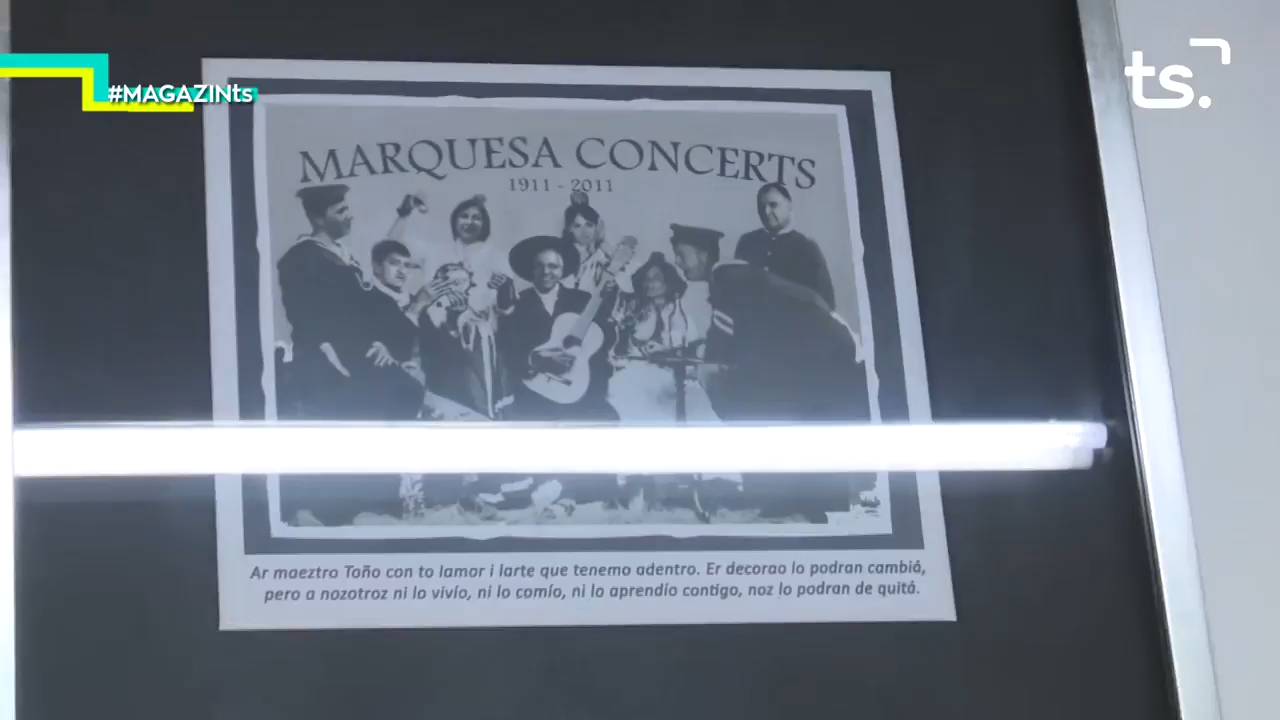 #MAGAZINts
ts.
MARQUESA CONCERTS
1911 - 2011
Ar maeztro Toño con to lamor i larte que tenemo adentro. Er decorao lo podran cambiá,
pero a nozotroz ni lo vivío, ni lo comío, ni lo aprendío contigo, noz lo podran de quitá.